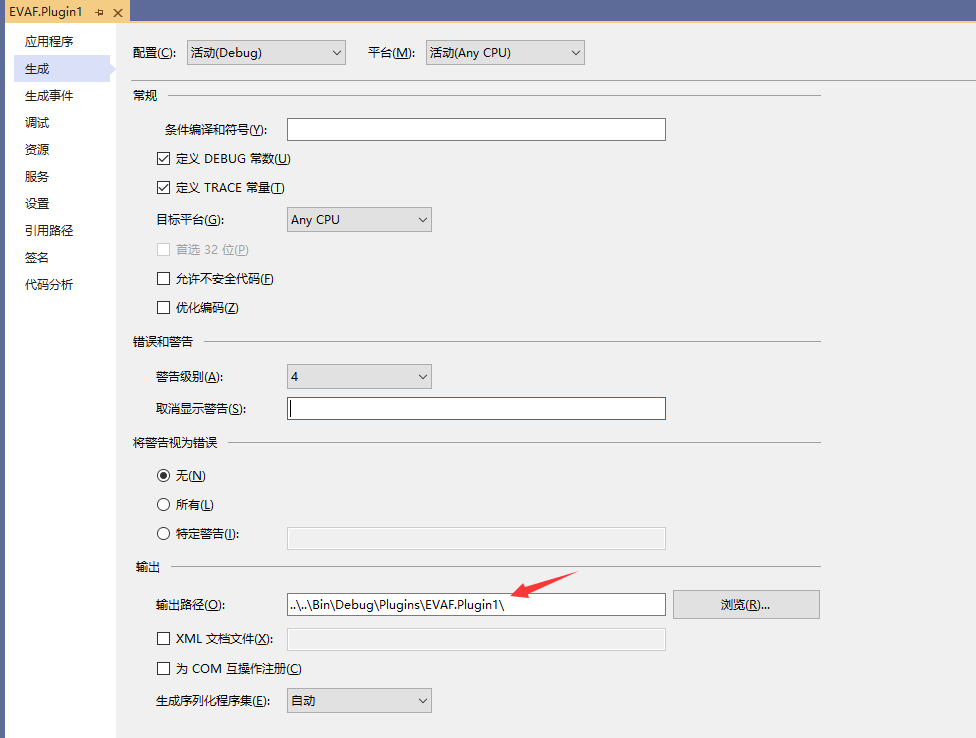 EVAF.Plugin1
应用程序
生成
生成事件
调试
资源
服务
设置
引用路径
签名
代码分析
配置(C): 活动(Debug) 平台(M): 活动(Any CPU)
常规
条件编译和符号(Y):
定义 DEBUG 常数(U)
定义 TRACE 常量(T)
目标平台(G): Any CPU
首选 32 位(P)
允许不安全代码(F)
优化编码(Z)
错误和警告
警告级别(A): 4
取消显示警告(S):
将警告视为错误
无(N)
所有(L)
特定警告(I):
输出
输出路径(O): ..\..\Bin\Debug\Plugins\EVAF.Plugin1\ 浏览(R)...
XML 文档文件(X):
为 COM 互操作注册(C)
生成序列化程序集(E): 自动